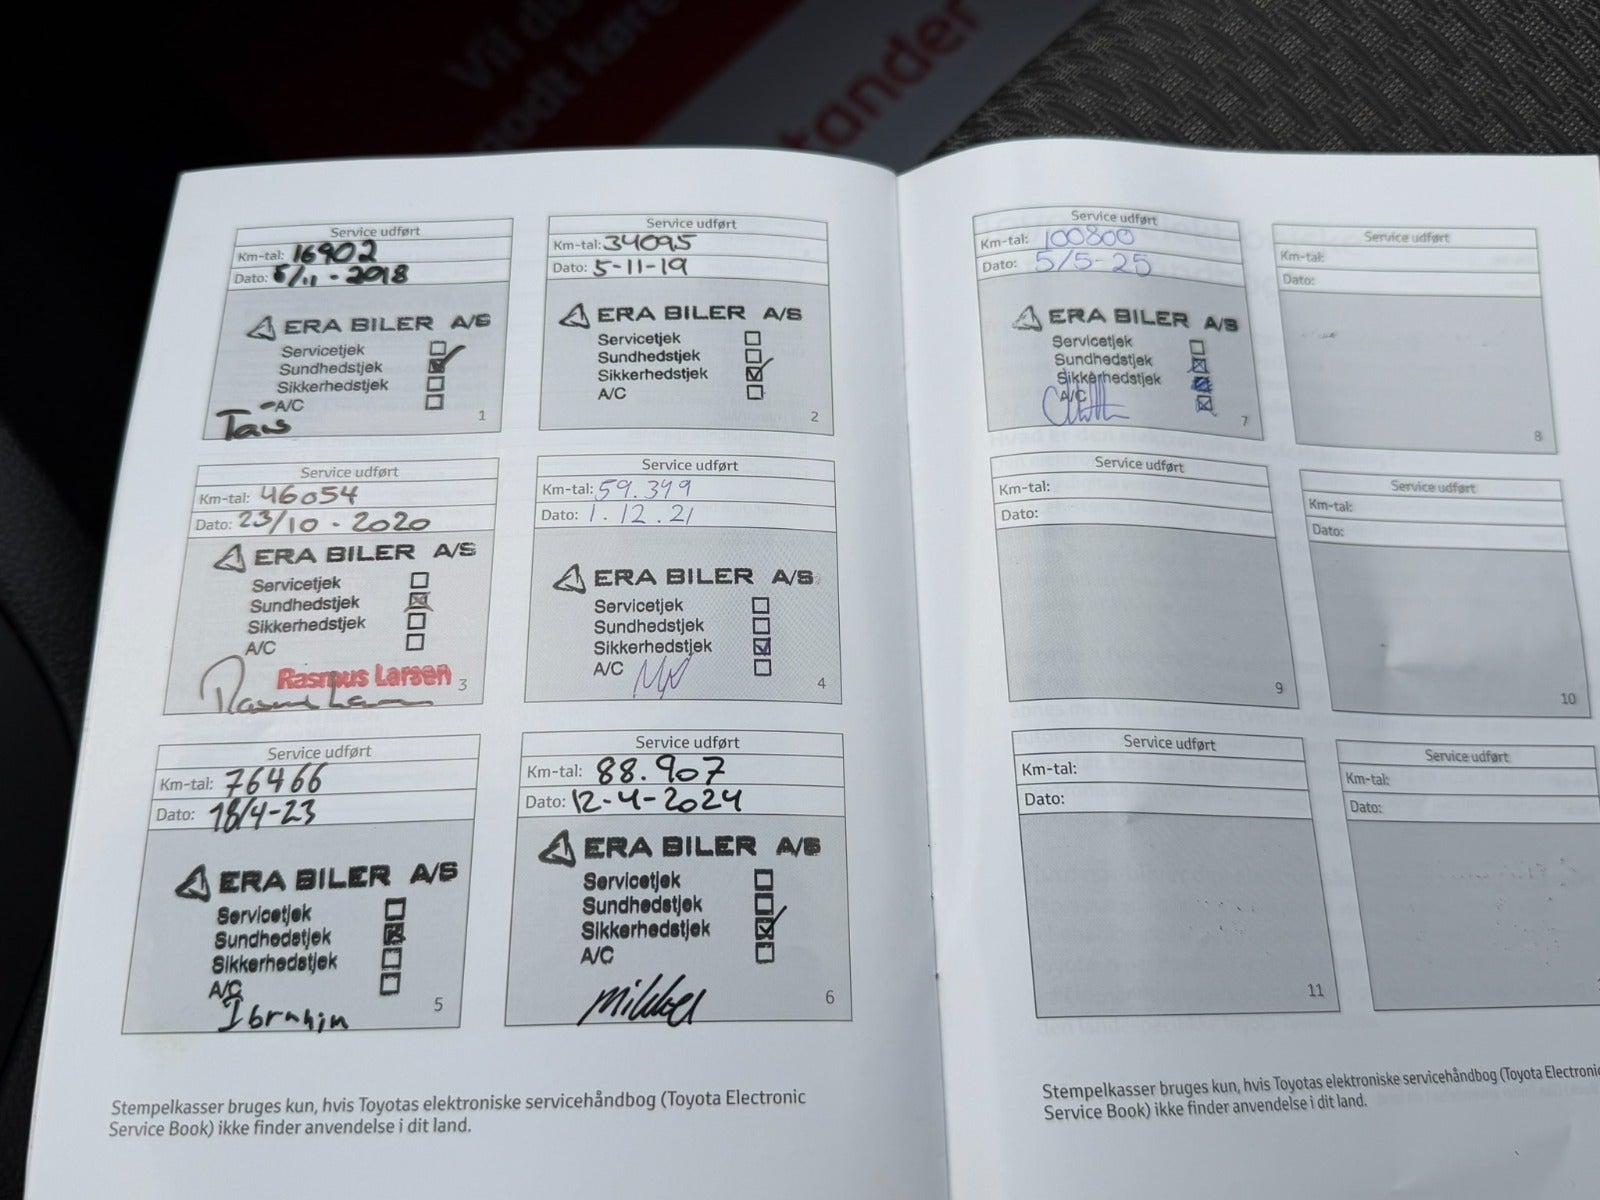 Vil du
godt køre
tander
Service udført
Km-tal: 16902
Dato: 5/11 - 2018
ERA BILER A/S
Servicetjek
Sundhedstjek
Sikkerhedstjek
A/C
1
Service udført
Km-tal: 34095
Dato: 5-11-19
ERA BILER A/S
Servicetjek
Sundhedstjek
Sikkerhedstjek
A/C
2
Service udført
Km-tal: 46054
Dato: 23/10 - 2020
ERA BILER A/S
Servicetjek
Sundhedstjek
Sikkerhedstjek
A/C
Rasmus Larsen
3
Rasmus Larsen
Service udført
Km-tal: 59.349
Dato: 1.12.21
ERA BILER A/S
Servicetjek
Sundhedstjek
Sikkerhedstjek
A/C
4
Service udført
Km-tal: 76466
Dato: 18/4-23
ERA BILER A/S
Servicetjek
Sundhedstjek
Sikkerhedstjek
A/C
Ibrahim
5
Service udført
Km-tal: 88.907
Dato: 12-4-2024
ERA BILER A/S
Servicetjek
Sundhedstjek
Sikkerhedstjek
A/C
Mikkel
6
Stempelkasser bruges kun, hvis Toyotas elektroniske servicehåndbog (Toyota Electronic
Service Book) ikke finder anvendelse i dit land.
Service udført
Km-tal: 100800
Dato: 5/5-25
ERA BILER A/S
Servicetjek
Sundhedstjek
Sikkerhedstjek
A/C
7
Service udført
Km-tal:
Dato:
8
Service udført
Km-tal:
Dato:
9
Service udført
Km-tal:
Dato:
10
Service udført
Km-tal:
Dato:
11
Service udført
Km-tal:
Dato:
Stempelkasser bruges kun, hvis Toyotas elektroniske servicehåndbog (Toyota Electronic
Service Book) ikke finder anvendelse i dit land.